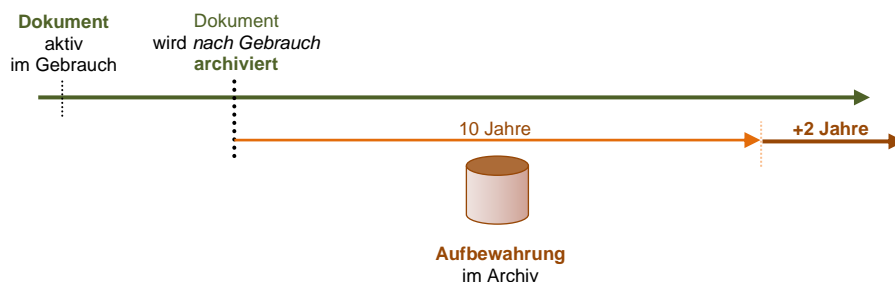 Dokument
aktiv
im Gebrauch
Dokument
wird nach Gebrauch
archiviert
10 Jahre
+2 Jahre
Aufbewahrung
im Archiv